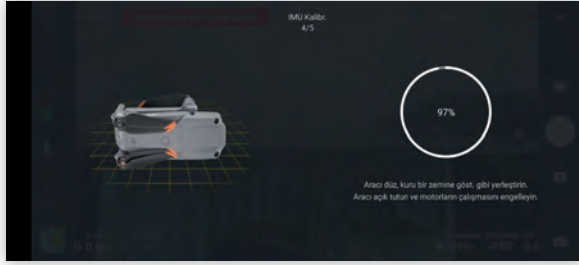 IMU Kalibr.
4/5
97%
Aracı düz, kuru bir zemine göst. gibi yerleştirin.
Aracı açık tutun ve motorların çalışmasını engelleyin.